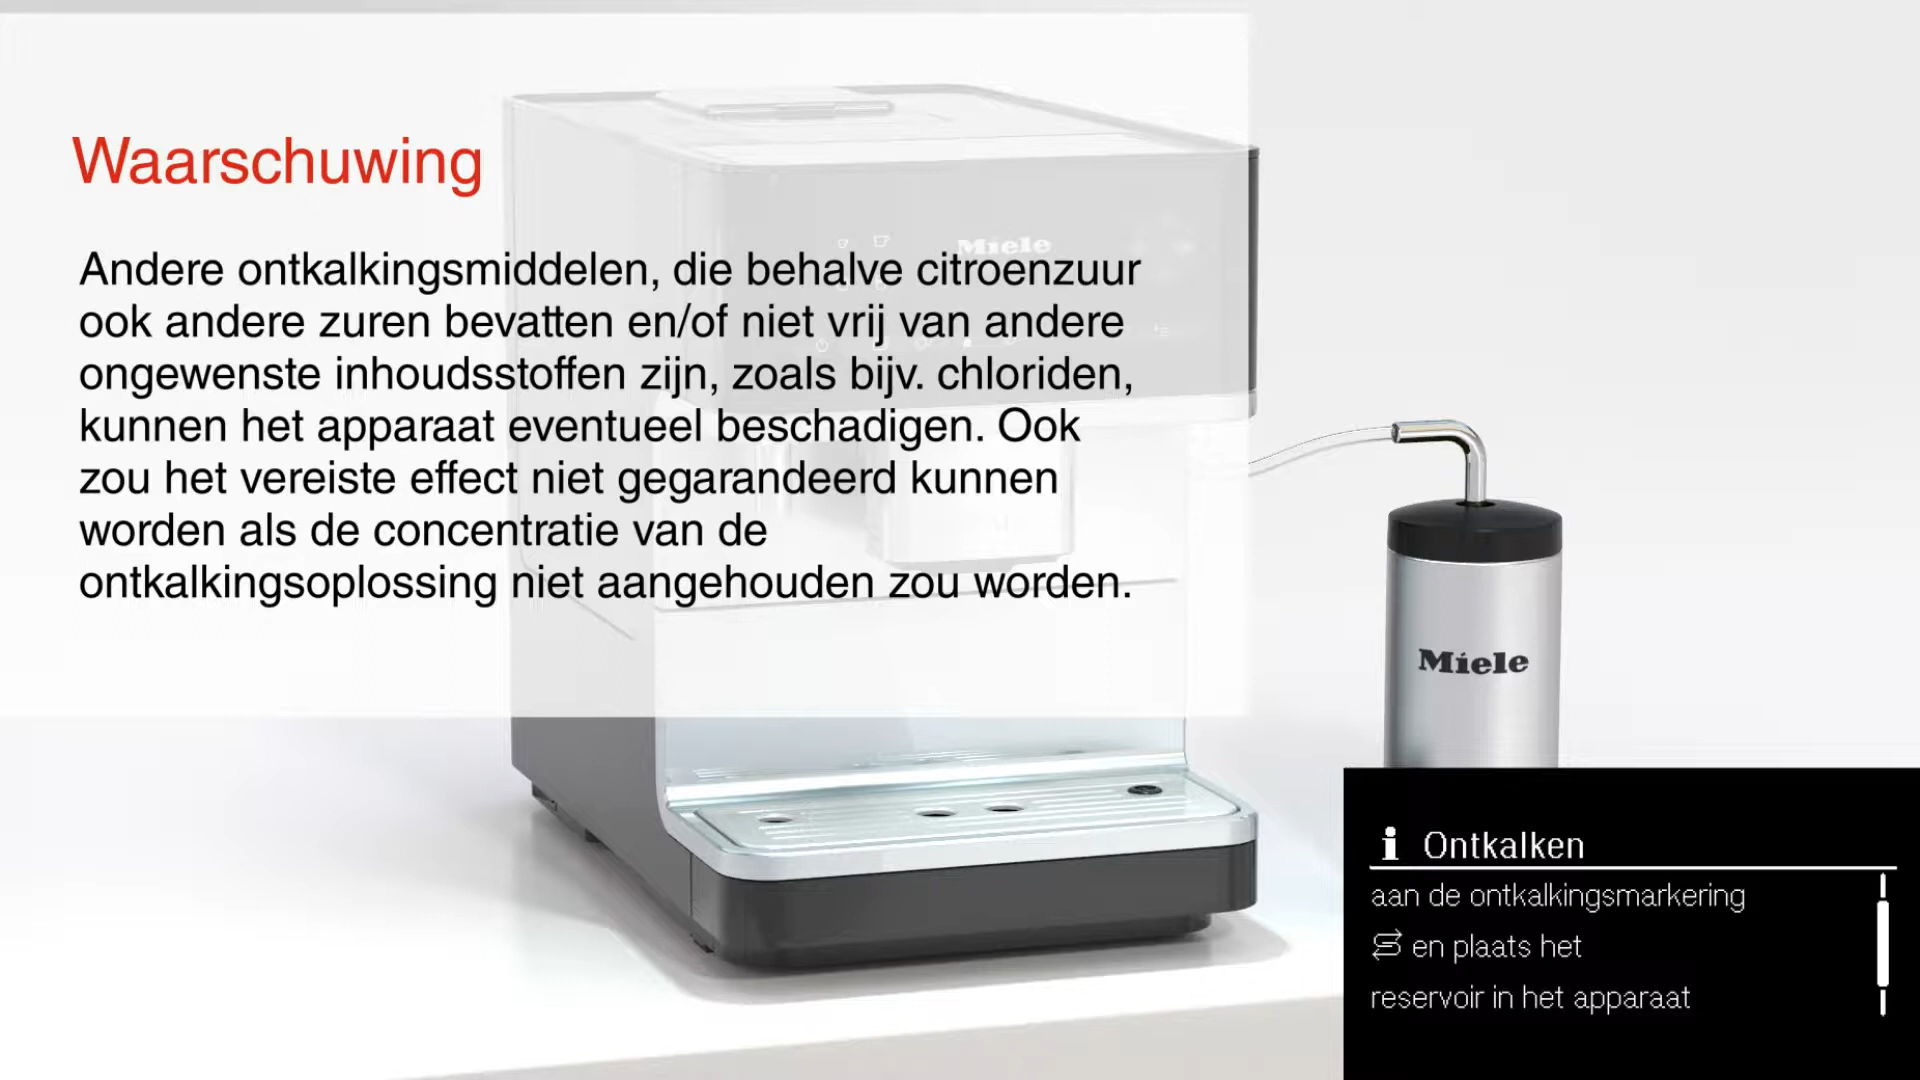 Waarschuwing
Andere ontkalkingsmiddelen, die behalve citroenzuur
ook andere zuren bevatten en/of niet vrij van andere
ongewenste inhoudsstoffen zijn, zoals bijv. chloriden,
kunnen het apparaat eventueel beschadigen. Ook
zou het vereiste effect niet gegarandeerd kunnen
worden als de concentratie van de
ontkalkingsoplossing niet aangehouden zou worden.
Miele
Miele
i Ontkalken
aan de ontkalkingsmarkering
en plaats het
reservoir in het apparaat